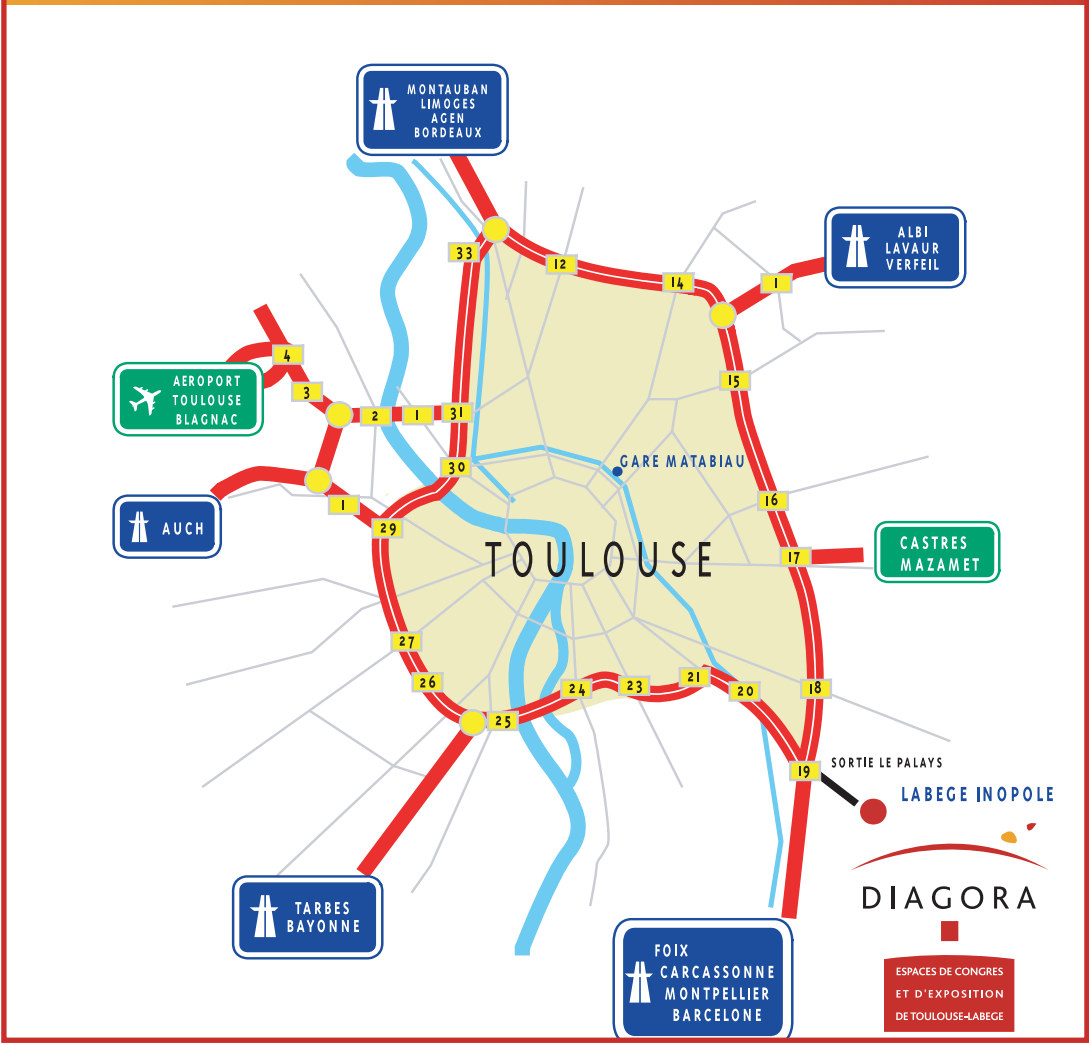 MONTAUBAN
LIMOGES
AGEN
BORDEAUX
ALBI
LAVAUR
VERFEIL
33
12
14
1
4
AEROPORT
TOULOUSE
BLAGNAC
3
2
1
31
15
30
GARE MATABIAU
1
16
AUCH
29
TOULOUSE
17
CASTRES
MAZAMET
27
26
24
23
21
20
18
25
19
SORTIE LE PALAYS
LABEGE INOPOLE
DIAGORA
TARBES
BAYONNE
FOIX
CARCASSONNE
MONTPELLIER
BARCELONE
ESPACES DE CONGRES
ET D'EXPOSITION
DE TOULOUSE-LABEGE